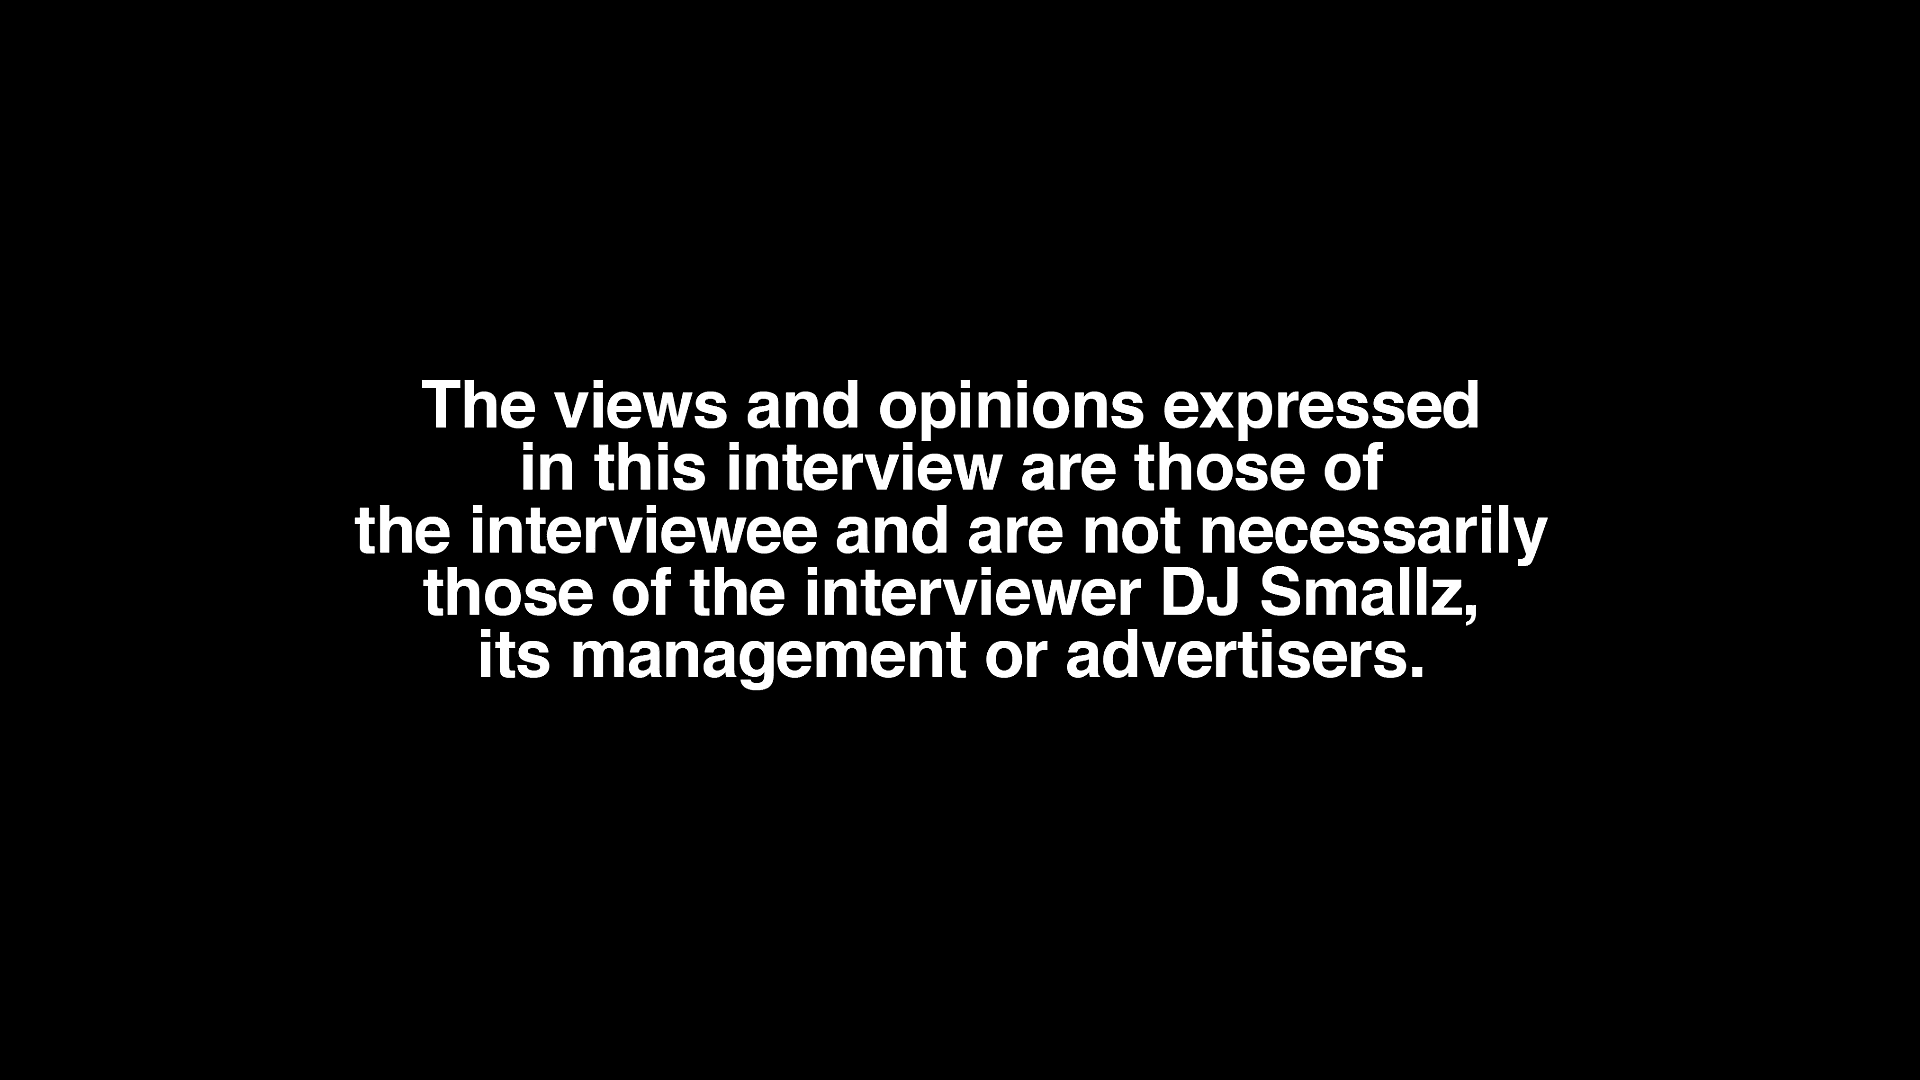 The views and opinions expressed
in this interview are those of
the interviewee and are not necessarily
those of the interviewer DJ Smallz,
its management or advertisers.